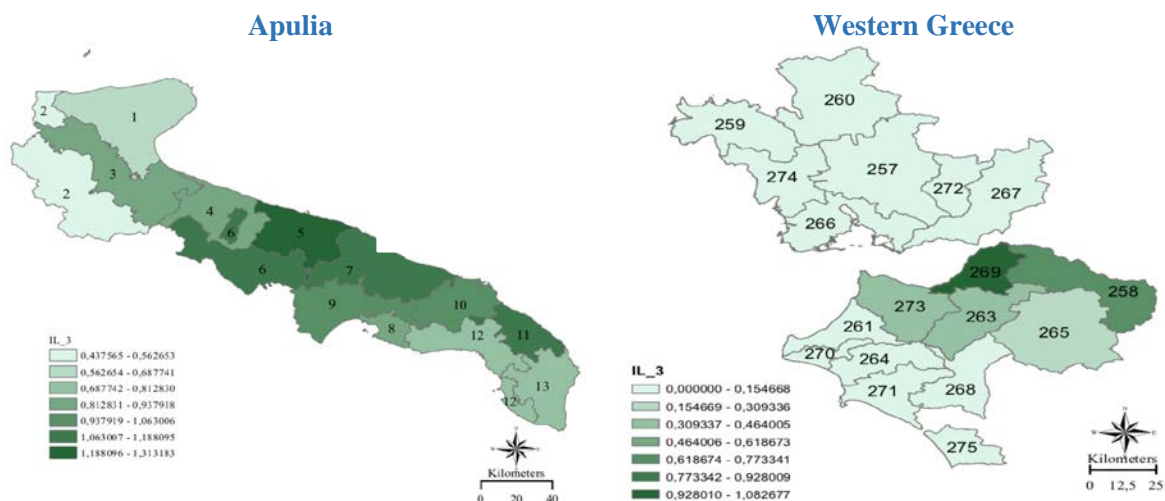 Apulia
2
1
3
2
4
6
5
6
7
9
10
8
12
11
13
12
IL_3
0,437565 - 0,562653
0,562654 - 0,687741
0,687742 - 0,812830
0,812831 - 0,937918
0,937919 - 1,063006
1,063007 - 1,188095
1,188096 - 1,313183
N
W E
S
Kilometers
0 20 40
Western Greece
260
259
257
274
272
267
266
269
258
273
263
261
265
270
264
271
268
275
IL_3
0,000000 - 0,154668
0,154669 - 0,309336
0,309337 - 0,464005
0,464006 - 0,618673
0,618674 - 0,773341
0,773342 - 0,928009
0,928010 - 1,082677
N
W E
S
Kilometers
0 12,5 25